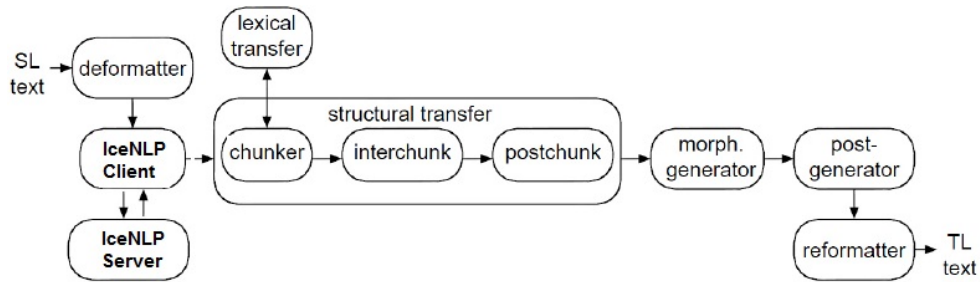 SL
text
deformatter
lexical
transfer
IceNLP
Client
IceNLP
Server
structural transfer
chunker
interchunk
postchunk
morph.
generator
post-
generator
reformatter
TL
text